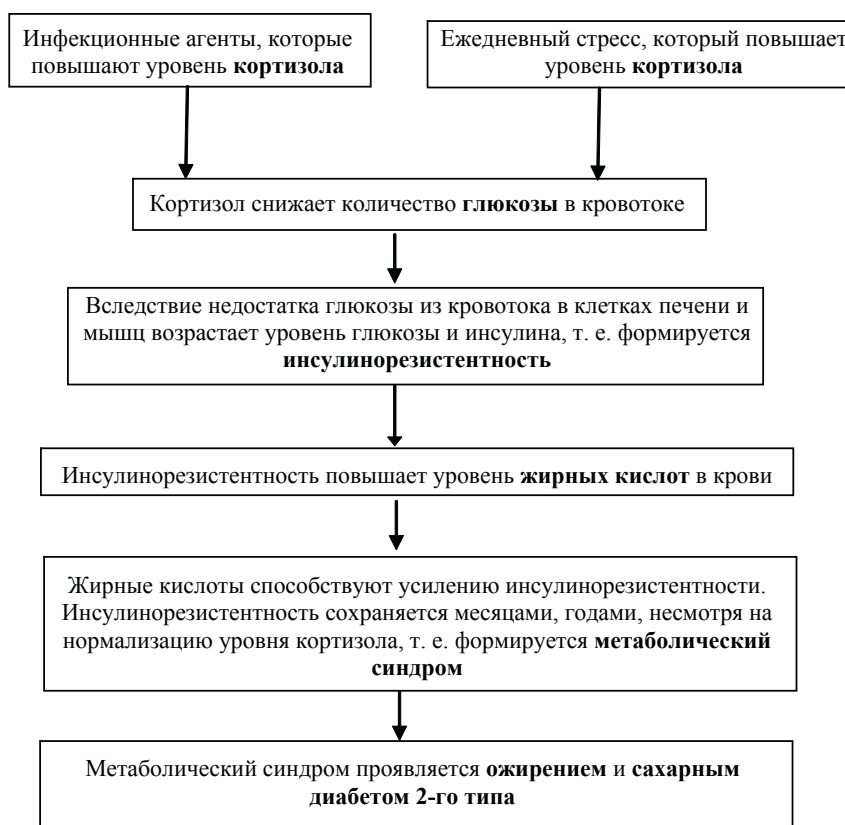 Инфекционные агенты, которые
повышают уровень кортизола
Ежедневный стресс, который повышает
уровень кортизола
Кортизол снижает количество глюкозы в кровотоке
Вследствие недостатка глюкозы из кровотока в клетках печени и
мышц возрастает уровень глюкозы и инсулина, т. е. формируется
инсулинорезистентность
Инсулинорезистентность повышает уровень жирных кислот в крови
Жирные кислоты способствуют усилению инсулинорезистентности.
Инсулинорезистентность сохраняется месяцами, годами, несмотря на
нормализацию уровня кортизола, т. е. формируется метаболический
синдром
Метаболический синдром проявляется ожирением и сахарным
диабетом 2-го типа